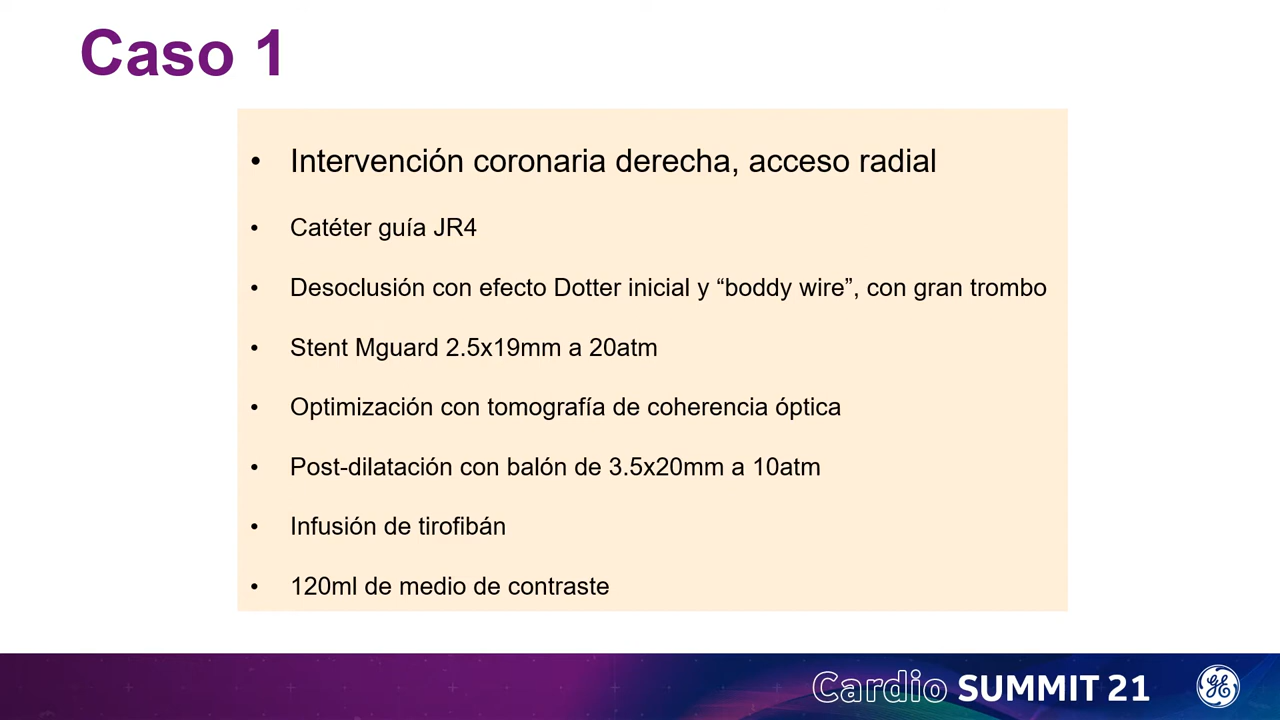 Caso 1
• Intervención coronaria derecha, acceso radial
• Catéter guía JR4
• Desoclusión con efecto Dotter inicial y “boddy wire”, con gran trombo
• Stent Mguard 2.5x19mm a 20atm
• Optimización con tomografía de coherencia óptica
• Post-dilatación con balón de 3.5x20mm a 10atm
• Infusión de tirofibán
• 120ml de medio de contraste
Cardio SUMMIT 21